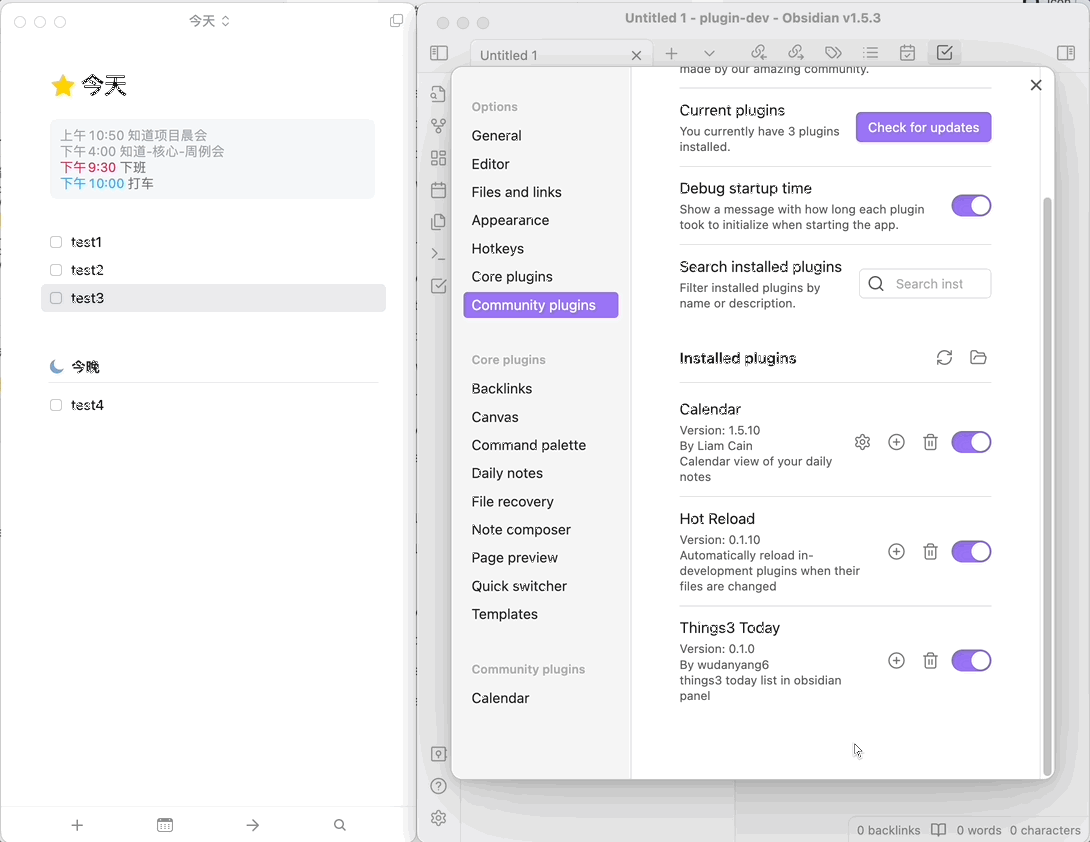 今天
今天
上午 10:50 知道项目晨会
下午 4:00 知道-核心-周例会
下午 9:30 下班
下午 10:00 打车
test1
test2
test3
今晚
test4
Untitled 1 - plugin-dev - Obsidian v1.5.3
Untitled 1
Options
General
Editor
Files and links
Appearance
Hotkeys
Core plugins
Community plugins
Core plugins
Backlinks
Canvas
Command palette
Daily notes
File recovery
Note composer
Page preview
Quick switcher
Templates
Community plugins
Calendar
made by our amazing community.
Current plugins
You currently have 3 plugins
installed.
Check for updates
Debug startup time
Show a message with how long each plugin
took to initialize when starting the app.
Search installed plugins
Filter installed plugins by
name or description.
Search inst
Installed plugins
Calendar
Version: 1.5.10
By Liam Cain
Calendar view of your daily
notes
Hot Reload
Version: 0.1.10
Automatically reload in-
development plugins when their
files are changed
Things3 Today
Version: 0.1.0
By wudanyang6
things3 today list in obsidian
panel
0 backlinks
0 words
0 characters